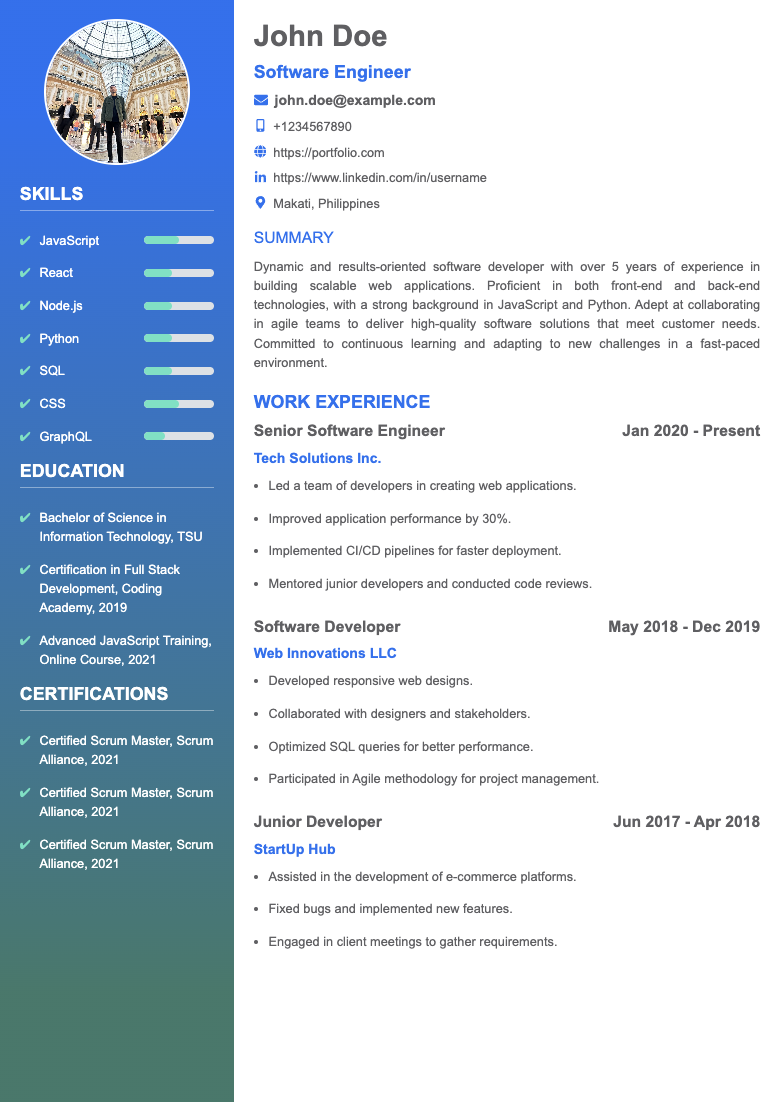 SKILLS
JavaScript
React
Node.js
Python
SQL
CSS
GraphQL
EDUCATION
Bachelor of Science in
Information Technology, TSU
Certification in Full Stack
Development, Coding
Academy, 2019
Advanced JavaScript Training,
Online Course, 2021
CERTIFICATIONS
Certified Scrum Master, Scrum
Alliance, 2021
Certified Scrum Master, Scrum
Alliance, 2021
Certified Scrum Master, Scrum
Alliance, 2021
John Doe
Software Engineer
john.doe@example.com
+1234567890
https://portfolio.com
https://www.linkedin.com/in/username
Makati, Philippines
SUMMARY
Dynamic and results-oriented software developer with over 5 years of experience in
building scalable web applications. Proficient in both front-end and back-end
technologies, with a strong background in JavaScript and Python. Adept at collaborating
in agile teams to deliver high-quality software solutions that meet customer needs.
Committed to continuous learning and adapting to new challenges in a fast-paced
environment.
WORK EXPERIENCE
Senior Software Engineer Jan 2020 - Present
Tech Solutions Inc.
• Led a team of developers in creating web applications.
• Improved application performance by 30%.
• Implemented CI/CD pipelines for faster deployment.
• Mentored junior developers and conducted code reviews.
Software Developer May 2018 - Dec 2019
Web Innovations LLC
• Developed responsive web designs.
• Collaborated with designers and stakeholders.
• Optimized SQL queries for better performance.
• Participated in Agile methodology for project management.
Junior Developer Jun 2017 - Apr 2018
StartUp Hub
• Assisted in the development of e-commerce platforms.
• Fixed bugs and implemented new features.
• Engaged in client meetings to gather requirements.